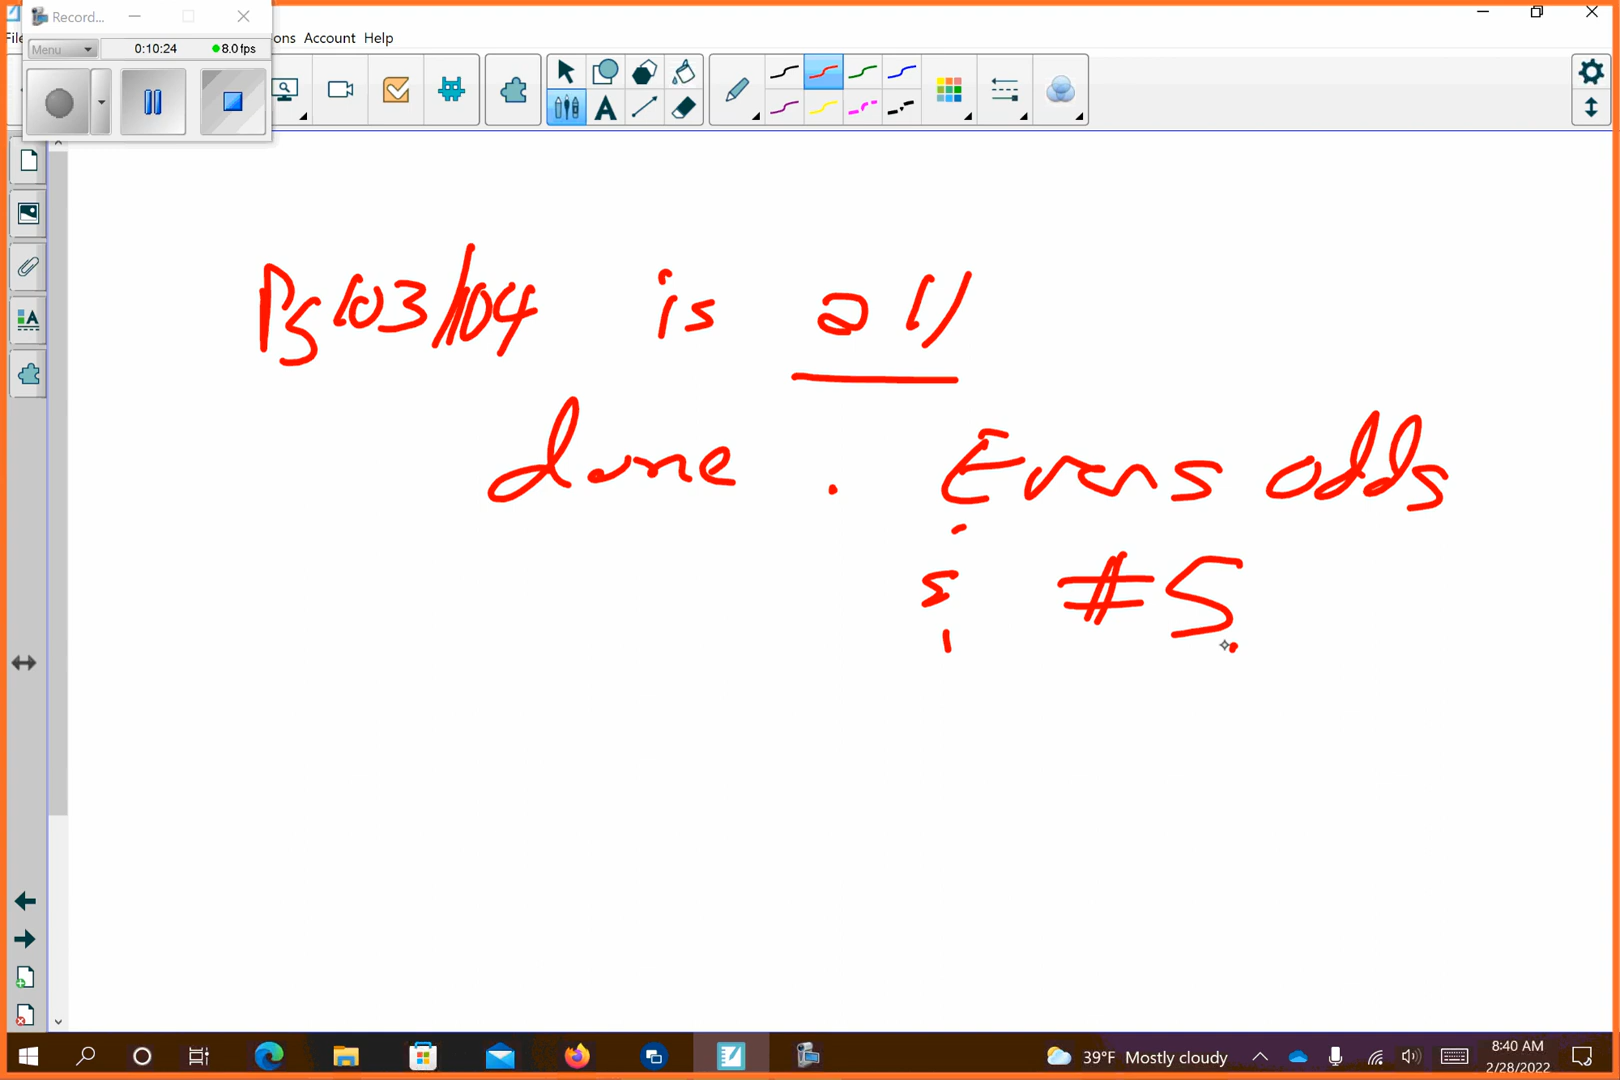 Record...
Menu
0:10:24
8.0 fps
ons Account Help
Pg 103/104 is all
done . Evens odds
#5
39°F Mostly cloudy
8:40 AM
2/28/2022